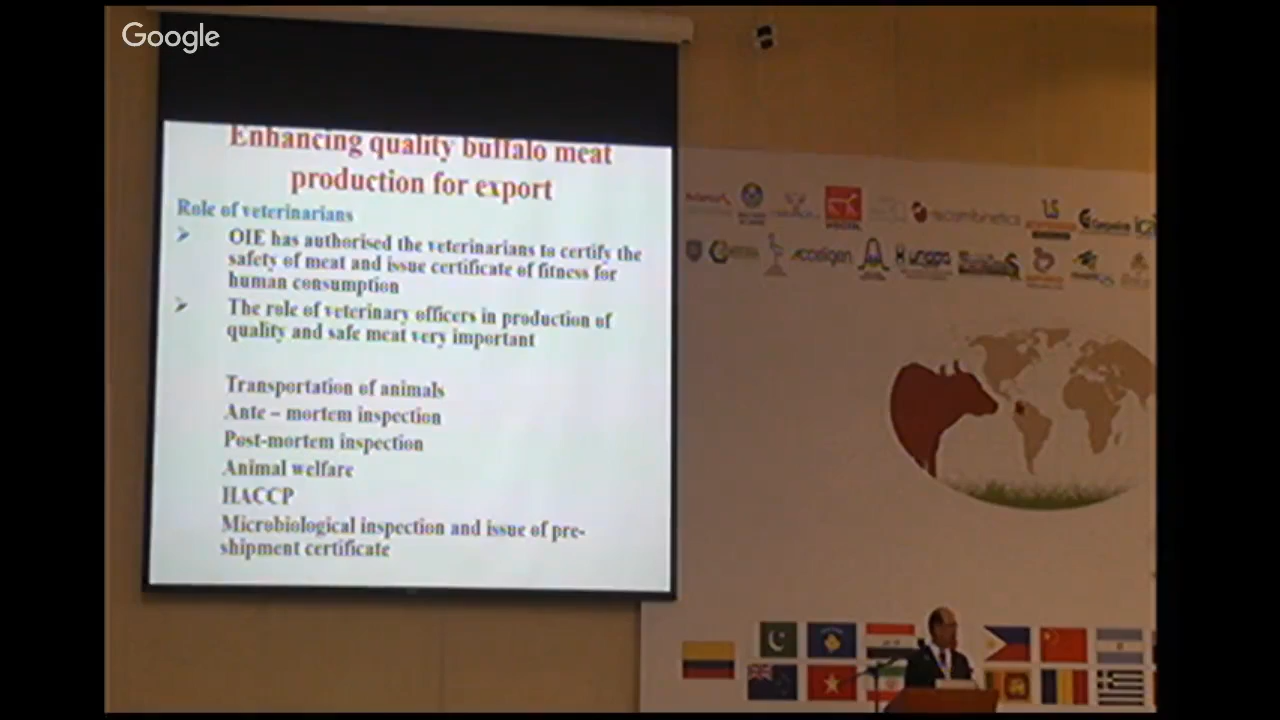 Google
Enhancing quality buffalo meat
production for export
Role of veterinarians
OIE has authorised the veterinarians to certify the
safety of meat and issue certificate of fitness for
human consumption
The role of veterinary officers in production of
quality and safe meat very important
Transportation of animals
Ante – mortem inspection
Post-mortem inspection
Animal welfare
HACCP
Microbiological inspection and issue of pre-
shipment certificate